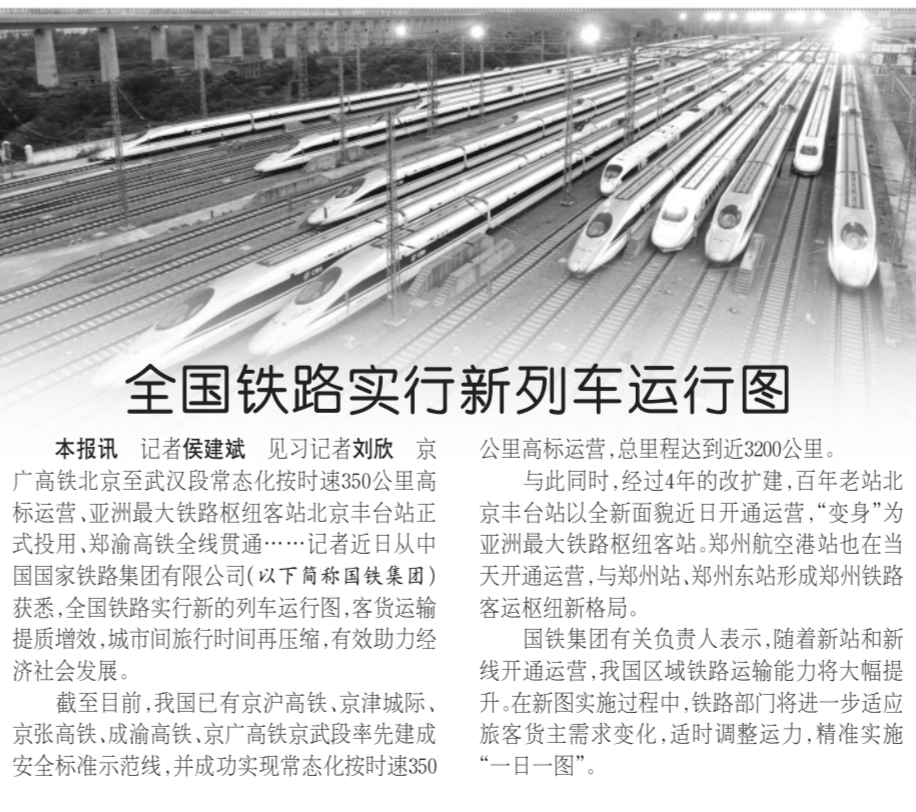 全国铁路实行新列车运行图
本报讯 记者侯建斌 见习记者刘欣 京
广高铁北京至武汉段常态化按时速350公里高
标运营、亚洲最大铁路枢纽客站北京丰台站正
式投用、郑渝高铁全线贯通……记者近日从中
国国家铁路集团有限公司(以下简称国铁集团)
获悉,全国铁路实行新的列车运行图,客货运输
提质增效,城市间旅行时间再压缩,有效助力经
济社会发展。
截至目前,我国已有京沪高铁、京津城际、
京张高铁、成渝高铁、京广高铁京武段率先建成
安全标准示范线,并成功实现常态化按时速350
公里高标运营,总里程达到近3200公里。
与此同时,经过4年的改扩建,百年老站北
京丰台站以全新面貌近日开通运营,“变身”为
亚洲最大铁路枢纽客站。郑州航空港站也在当
天开通运营,与郑州站、郑州东站形成郑州铁路
客运枢纽新格局。
国铁集团有关负责人表示,随着新站和新
线开通运营,我国区域铁路运输能力将大幅提
升。在新图实施过程中,铁路部门将进一步适应
旅客货主需求变化,适时调整运力,精准实施
“一日一图”。